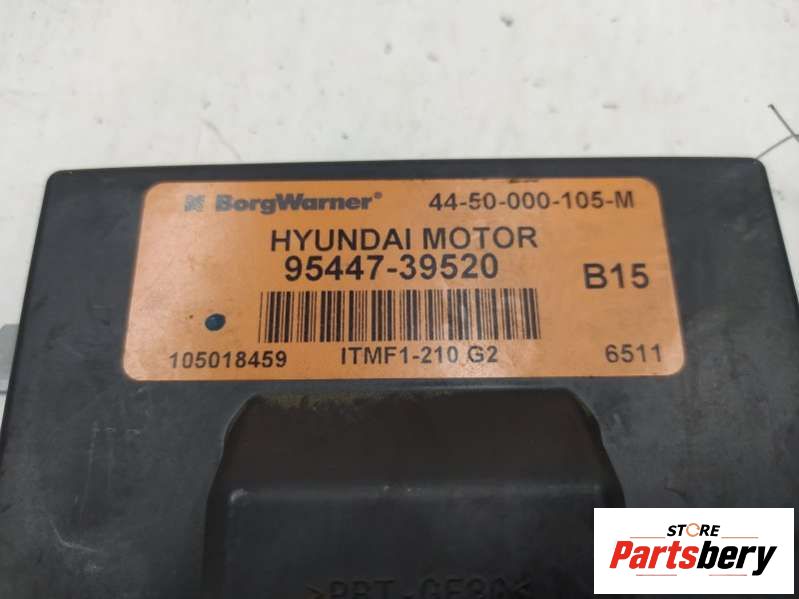 BorgWarner® 44-50-000-105-M
HYUNDAI MOTOR
95447-39520
B15
105018459 ITMF1-210 G2 6511
STORE
Partsbery